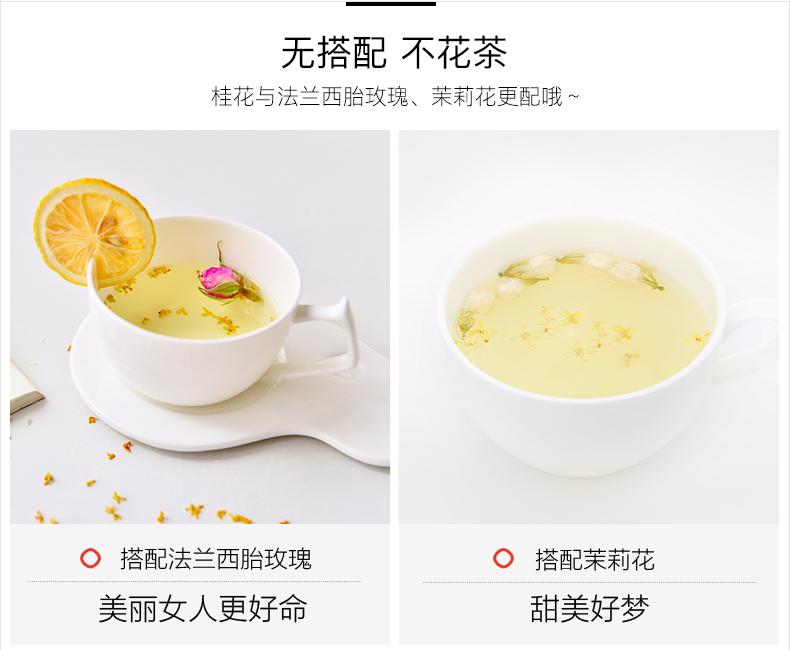 无搭配 不花茶
桂花与法兰西胎玫瑰、茉莉花更配哦~
搭配法兰西胎玫瑰
美丽女人更好命
搭配茉莉花
甜美好梦